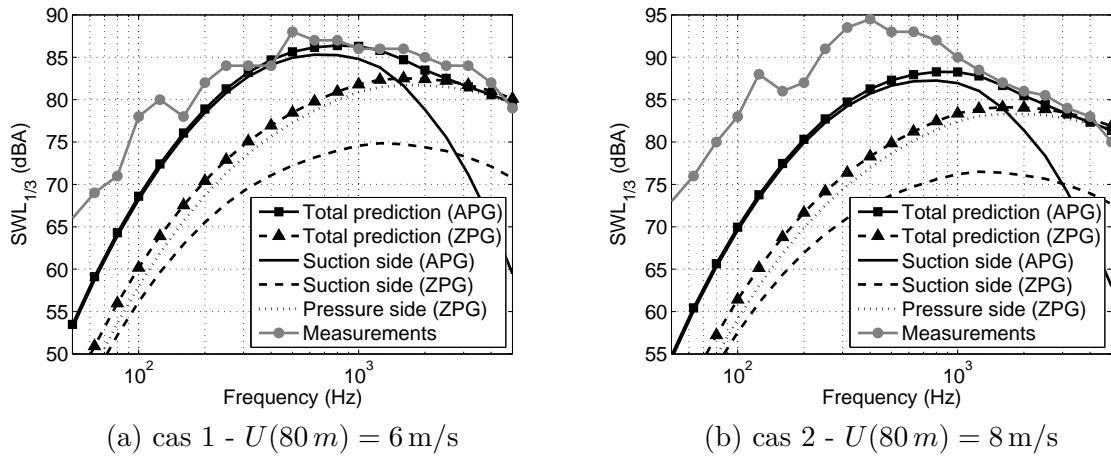 90
85
80
75
70
65
60
55
50
SWL1/3 (dBA)
Total prediction (APG)
Total prediction (ZPG)
Suction side (APG)
Suction side (ZPG)
Pressure side (ZPG)
Measurements
10^2
10^3
Frequency (Hz)
(a) cas 1 - U(80 m) = 6 m/s
95
90
85
80
75
70
65
60
55
SWL1/3 (dBA)
Total prediction (APG)
Total prediction (ZPG)
Suction side (APG)
Suction side (ZPG)
Pressure side (ZPG)
Measurements
10^2
10^3
Frequency (Hz)
(b) cas 2 - U(80 m) = 8 m/s